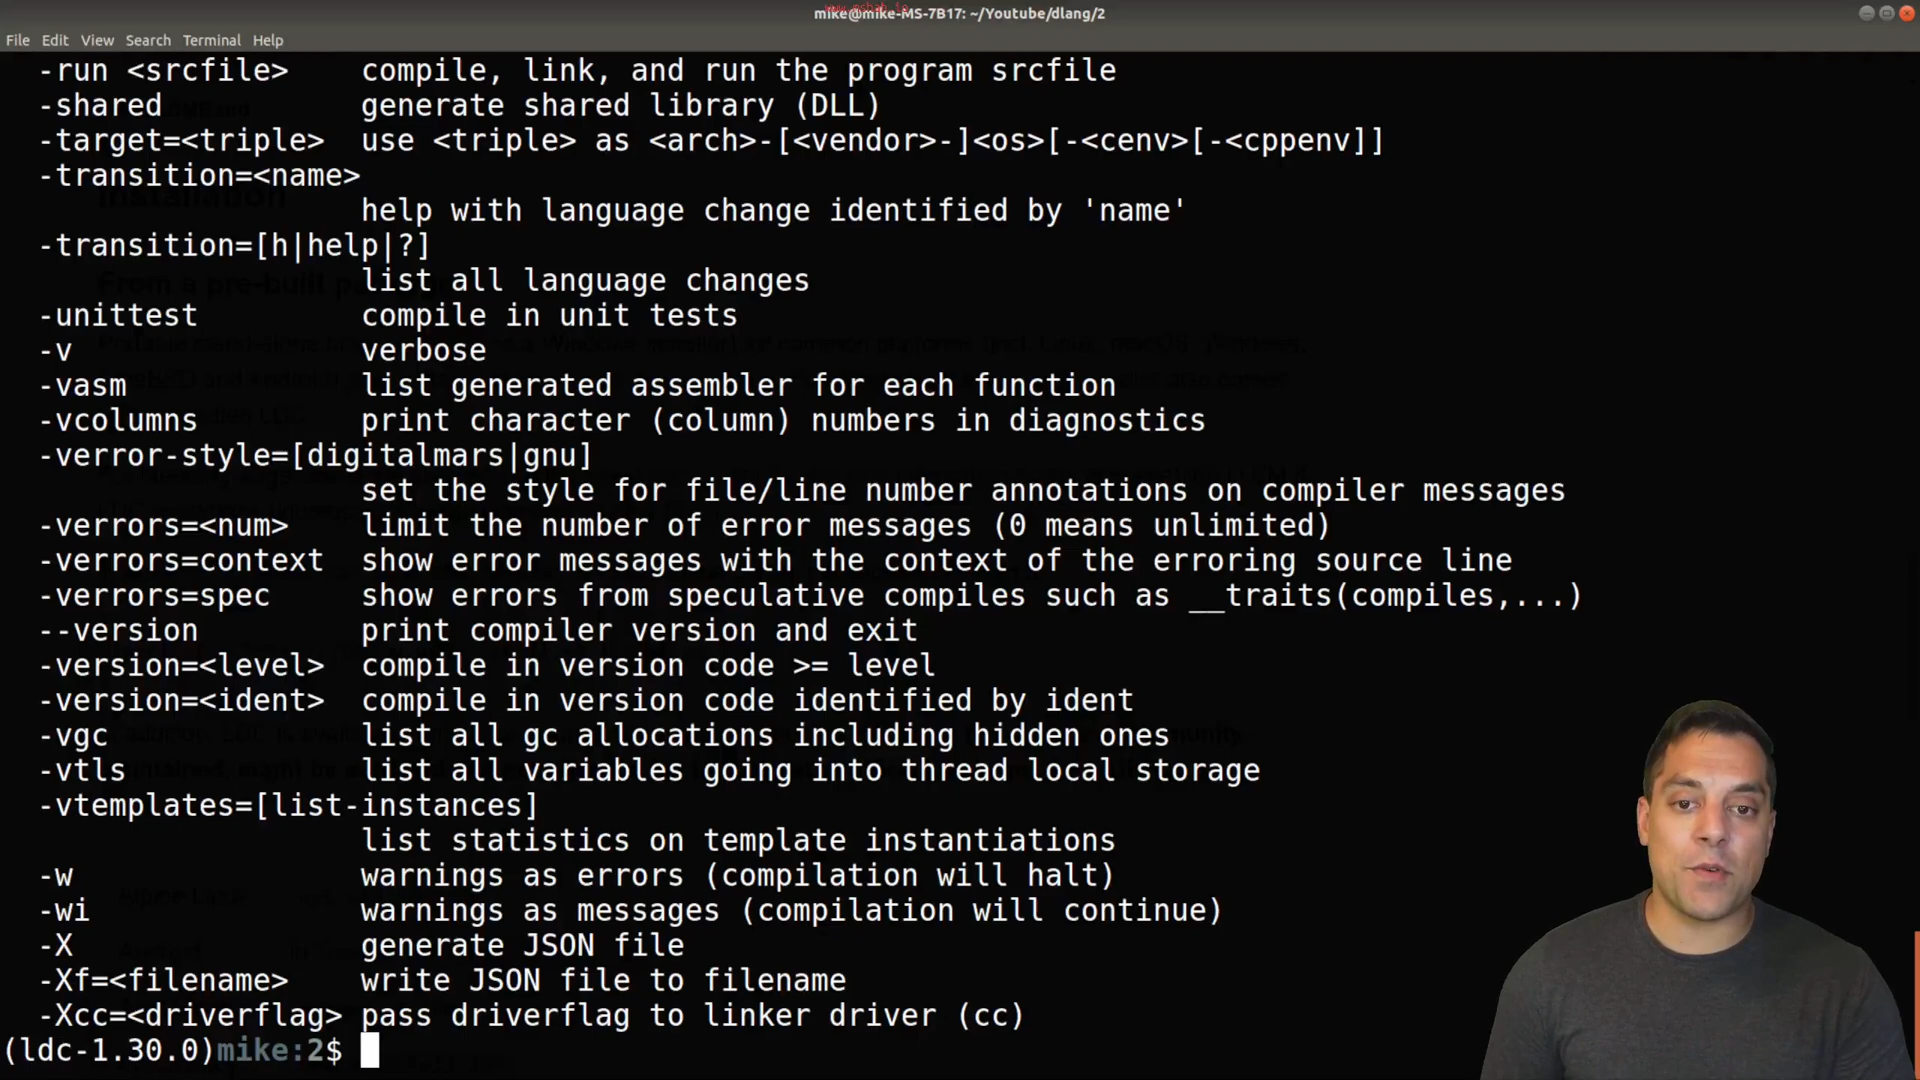 www.mshah.io
mike@mike-MS-7B17: ~/Youtube/dlang/2
File Edit View Search Terminal Help
-run <srcfile> compile, link, and run the program srcfile
-shared generate shared library (DLL)
-target=<triple> use <triple> as <arch>-[<vendor>-]<os>[-<cenv>[-<cppenv]]
-transition=<name>
help with language change identified by 'name'
-transition=[h|help|?]
list all language changes
-unittest compile in unit tests
-v verbose
-vasm list generated assembler for each function
-vcolumns print character (column) numbers in diagnostics
-verror-style=[digitalmars|gnu]
set the style for file/line number annotations on compiler messages
-verrors=<num> limit the number of error messages (0 means unlimited)
-verrors=context show error messages with the context of the erroring source line
-verrors=spec show errors from speculative compiles such as __traits(compiles,...)
--version print compiler version and exit
-version=<level> compile in version code >= level
-version=<ident> compile in version code identified by ident
-vgc list all gc allocations including hidden ones
-vtls list all variables going into thread local storage
-vtemplates=[list-instances]
list statistics on template instantiations
-w warnings as errors (compilation will halt)
-wi warnings as messages (compilation will continue)
-X generate JSON file
-Xf=<filename> write JSON file to filename
-Xcc=<driverflag> pass driverflag to linker driver (cc)
(ldc-1.30.0)mike:2$